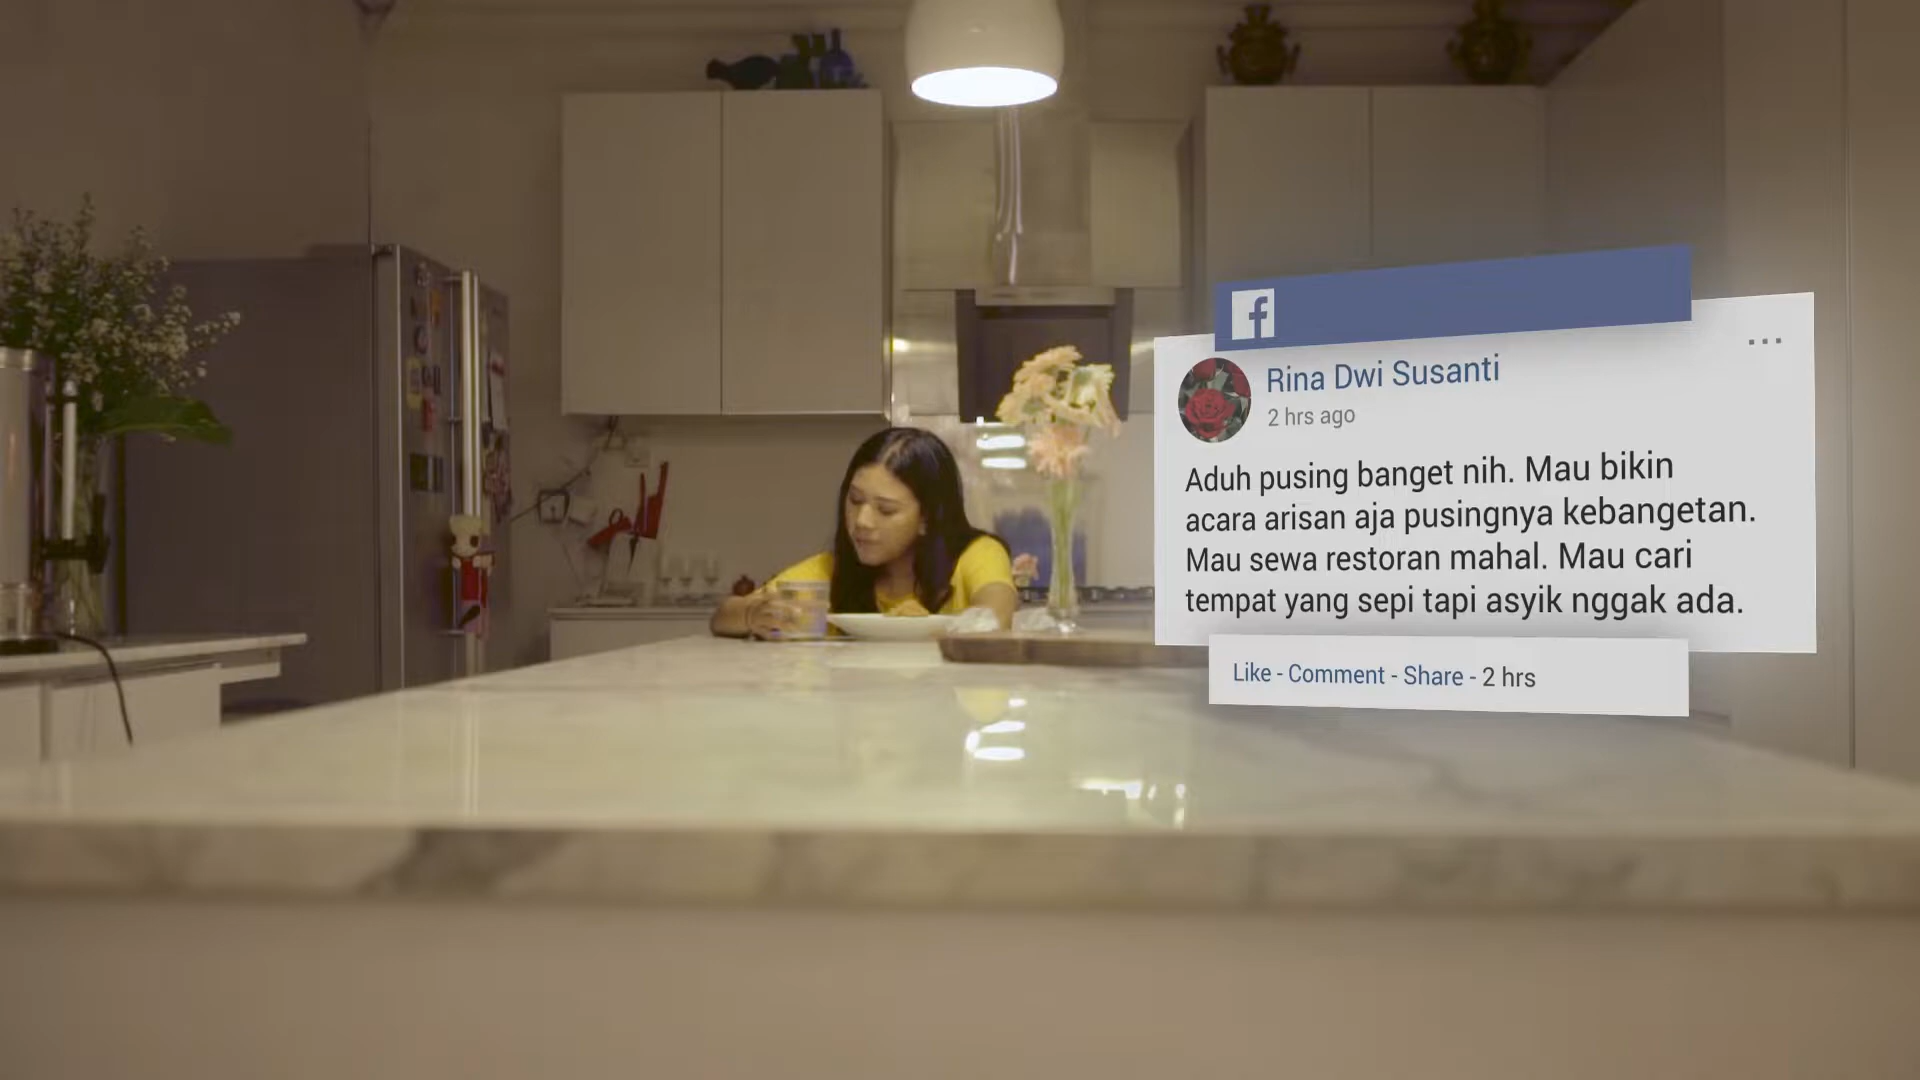 f
Rina Dwi Susanti
...
2 hrs ago
Aduh pusing banget nih. Mau bikin
acara arisan aja pusingnya kebangetan.
Mau sewa restoran mahal. Mau cari
tempat yang sepi tapi asyik nggak ada.
Like - Comment - Share - 2 hrs